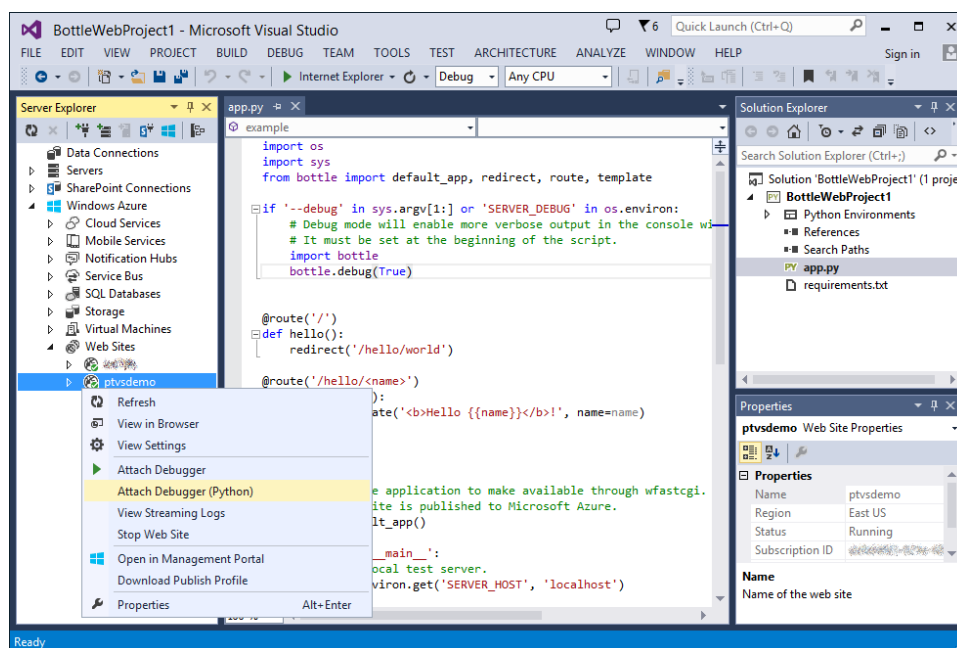 BottleWebProject1 - Microsoft Visual Studio
6
Quick Launch (Ctrl+Q)
FILE EDIT VIEW PROJECT BUILD DEBUG TEAM TOOLS TEST ARCHITECTURE ANALYZE WINDOW HELP
Sign in
Internet Explorer
Debug
Any CPU
Server Explorer
Data Connections
Servers
SharePoint Connections
Windows Azure
Cloud Services
Mobile Services
Notification Hubs
Service Bus
SQL Databases
Storage
Virtual Machines
Web Sites
ptvsdemo
Refresh
View in Browser
View Settings
Attach Debugger
Attach Debugger (Python)
View Streaming Logs
Stop Web Site
Open in Management Portal
Download Publish Profile
Properties Alt+Enter
app.py
example
import os
import sys
from bottle import default_app, redirect, route, template
if '--debug' in sys.argv[1:] or 'SERVER_DEBUG' in os.environ:
# Debug mode will enable more verbose output in the console wi
# It must be set at the beginning of the script.
import bottle
bottle.debug(True)
@route('/')
def hello():
redirect('/hello/world')
@route('/hello/<name>')
):
ate('<b>Hello {{name}}</b>!', name=name)
e application to make available through wfastcgi.
ite is published to Microsoft Azure.
lt_app()
__main__':
ocal test server.
viron.get('SERVER_HOST', 'localhost')
Solution Explorer
Search Solution Explorer (Ctrl+;)
Solution 'BottleWebProject1' (1 proje
PY BottleWebProject1
Python Environments
References
Search Paths
PY app.py
requirements.txt
Properties
ptvsdemo Web Site Properties
Properties
Name ptvsdemo
Region East US
Status Running
Subscription ID
Name
Name of the web site
Ready